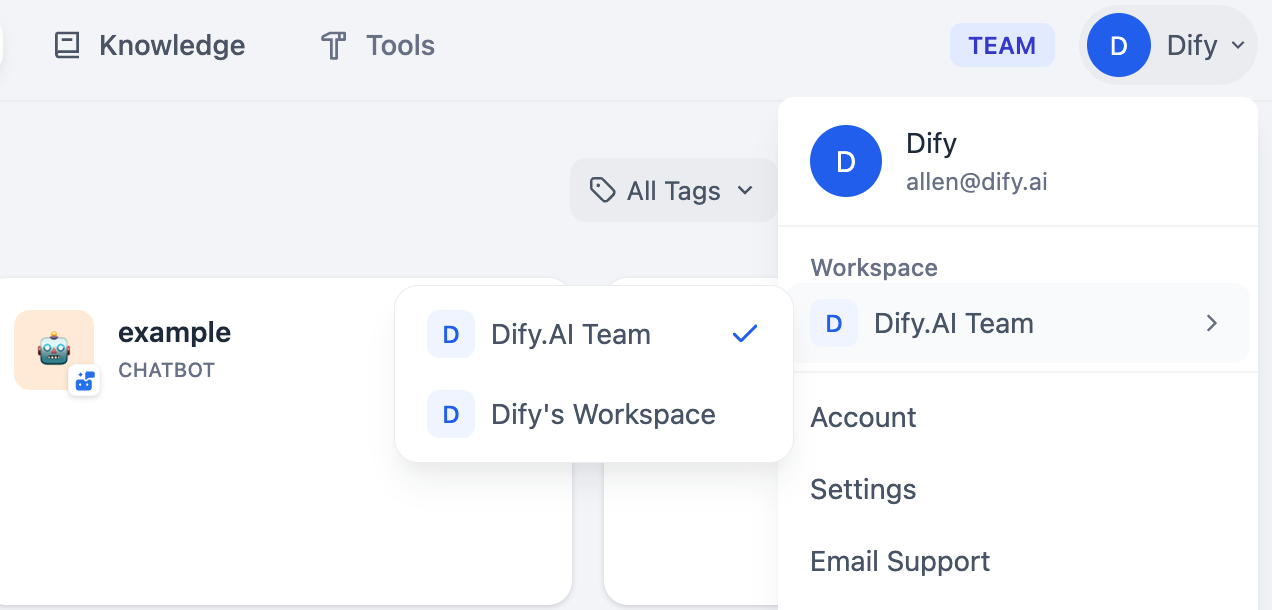 Knowledge
Tools
TEAM
D
Dify
D
Dify
allen@dify.ai
All Tags
Workspace
D
Dify.AI Team
example
CHATBOT
D
Dify.AI Team
D
Dify's Workspace
Account
Settings
Email Support